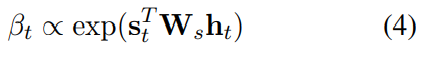 β_t ∝ exp(s_t^T W_s h_t) (4)